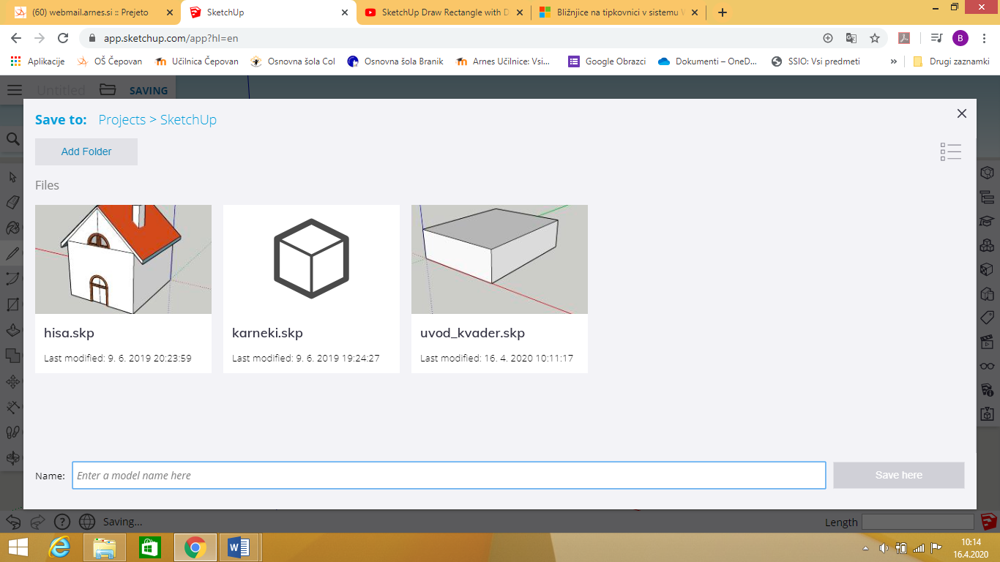 (60) webmail.arnes.si :: Prejeto
SketchUp
SketchUp Draw Rectangle with D
Bližnjice na tipkovnici v sistemu
app.sketchup.com/app?hl=en
B
Aplikacije
OŠ Čepovan
Učilnica Čepovan
Osnovna šola Col
Osnovna šola Branik
Arnes Učilnice: Vsi...
Google Obrazci
Dokumenti – OneD...
SSIO: Vsi predmeti
»
Drugi zaznamki
Untitled
SAVING
Save to: Projects > SketchUp
Add Folder
Files
hisa.skp
Last modified: 9. 6. 2019 20:23:59
karneki.skp
Last modified: 9. 6. 2019 19:24:27
uvod_kvader.skp
Last modified: 16. 4. 2020 10:11:17
Name: Enter a model name here
Save here
Saving...
Length
10:14
16.4.2020